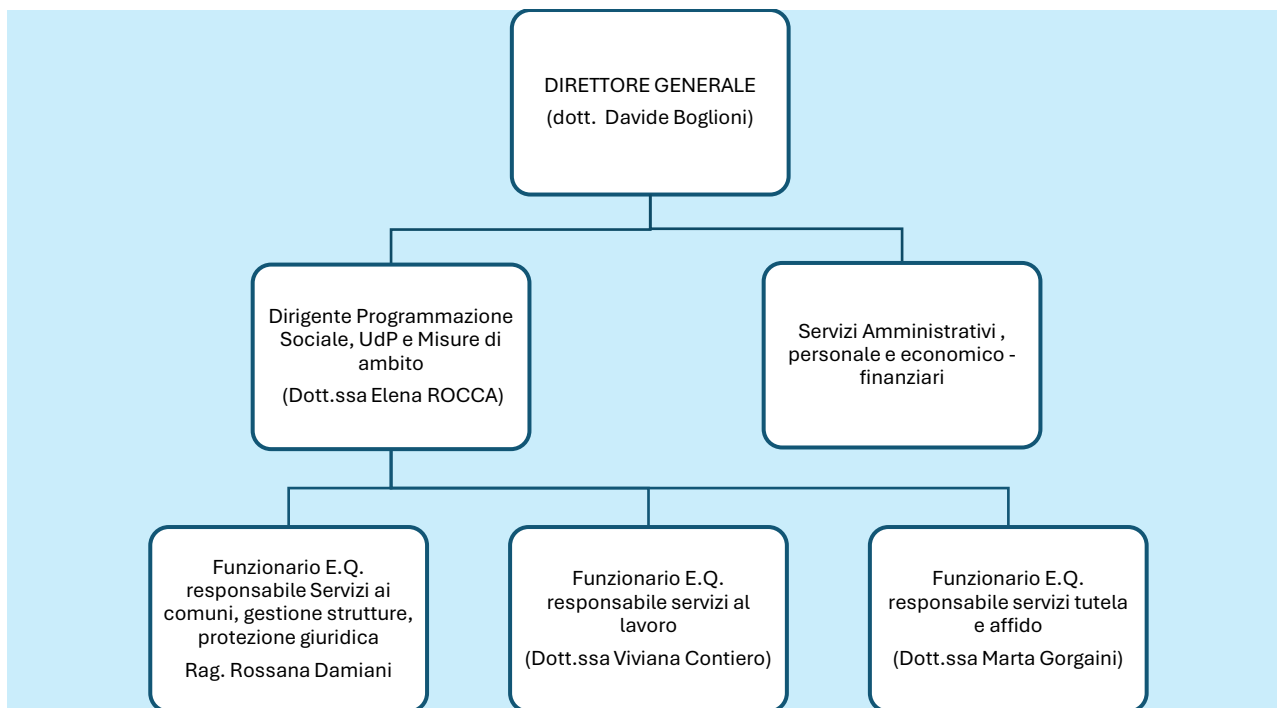 DIRETTORE GENERALE
(dott.  Davide Boglioni)
Dirigente Programmazione
Sociale, UdP e Misure di
ambito
(Dott.ssa Elena ROCCA)
Servizi Amministrativi ,
personale e economico -
finanziari
Funzionario E.Q.
responsabile Servizi ai
comuni, gestione strutture,
protezione giuridica
Rag. Rossana Damiani
Funzionario E.Q.
responsabile servizi al
lavoro
(Dott.ssa Viviana Contiero)
Funzionario E.Q.
responsabile servizi tutela
e affido
(Dott.ssa Marta Gorgaini)